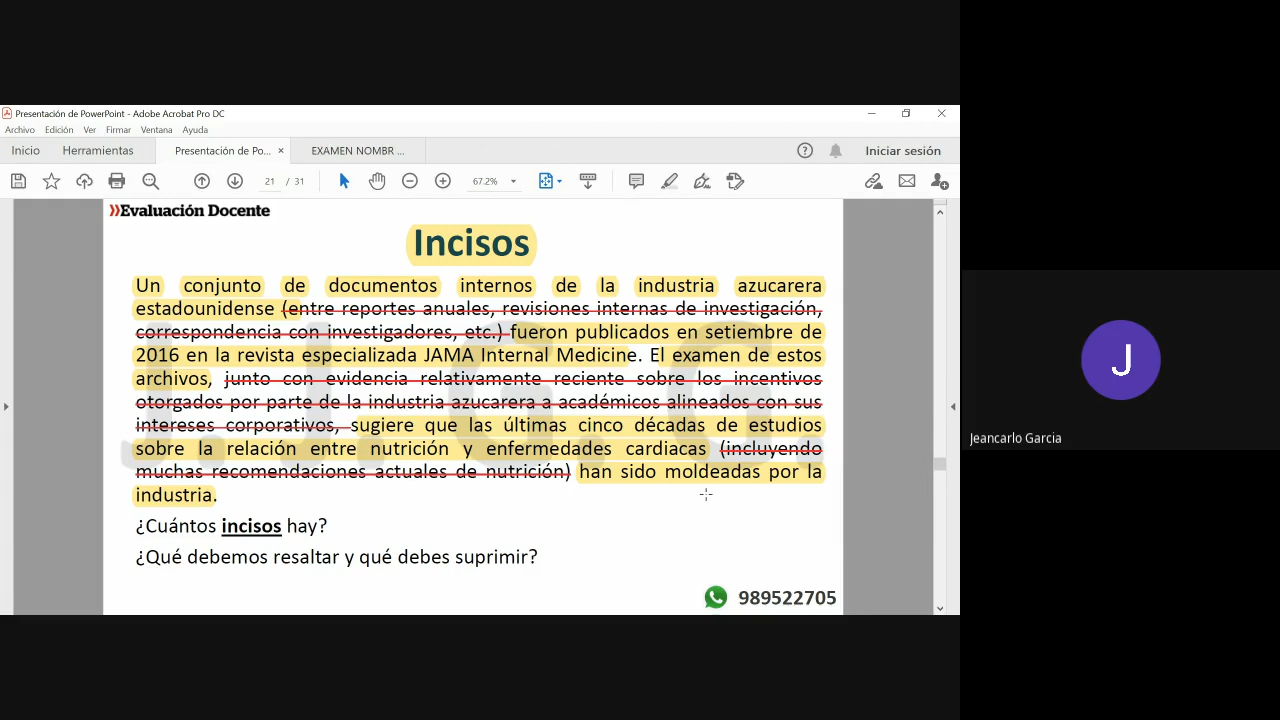 Presentación de PowerPoint - Adobe Acrobat Pro DC
Archivo Edición Ver Firmar Ventana Ayuda
Inicio Herramientas Presentación de Po... × EXAMEN NOMBR ... Iniciar sesión
21 / 31 67.2%
»Evaluación Docente
Incisos
Un conjunto de documentos internos de la industria azucarera
estadounidense (entre reportes anuales, revisiones internas de investigación,
correspondencia con investigadores, etc.) fueron publicados en setiembre de
2016 en la revista especializada JAMA Internal Medicine. El examen de estos
archivos, junto con evidencia relativamente reciente sobre los incentivos
otorgados por parte de la industria azucarera a académicos alineados con sus
intereses corporativos, sugiere que las últimas cinco décadas de estudios
sobre la relación entre nutrición y enfermedades cardiacas (incluyendo
muchas recomendaciones actuales de nutrición) han sido moldeadas por la
industria.
J. J. G. G.
¿Cuántos incisos hay?
¿Qué debemos resaltar y qué debes suprimir?
989522705
J
Jeancarlo Garcia